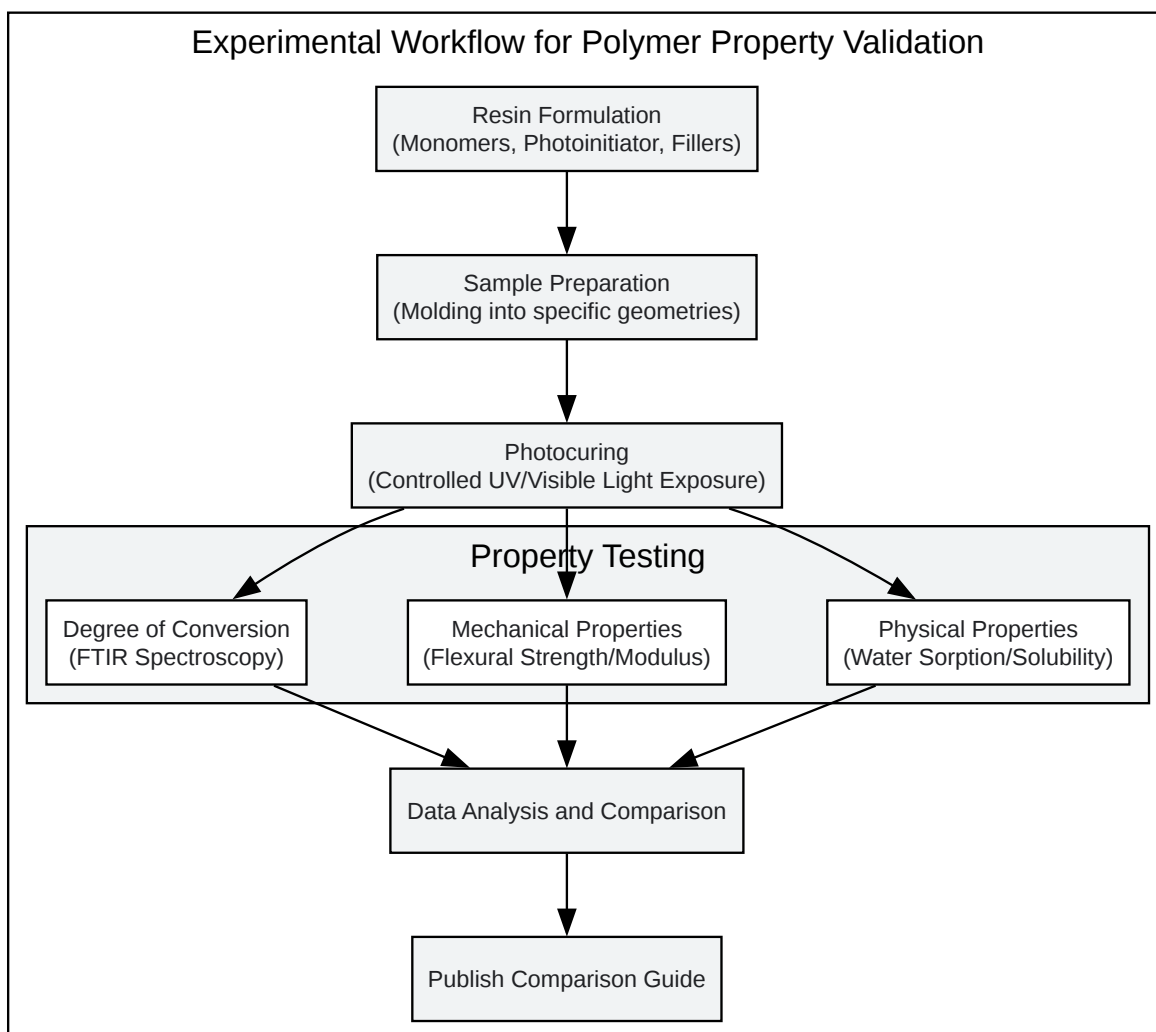 Experimental Workflow for Polymer Property Validation
Resin Formulation
(Monomers, Photoinitiator, Fillers)
Sample Preparation
(Molding into specific geometries)
Photocuring
(Controlled UV/Visible Light Exposure)
Property Testing
Degree of Conversion
(FTIR Spectroscopy)
Mechanical Properties
(Flexural Strength/Modulus)
Physical Properties
(Water Sorption/Solubility)
Data Analysis and Comparison
Publish Comparison Guide